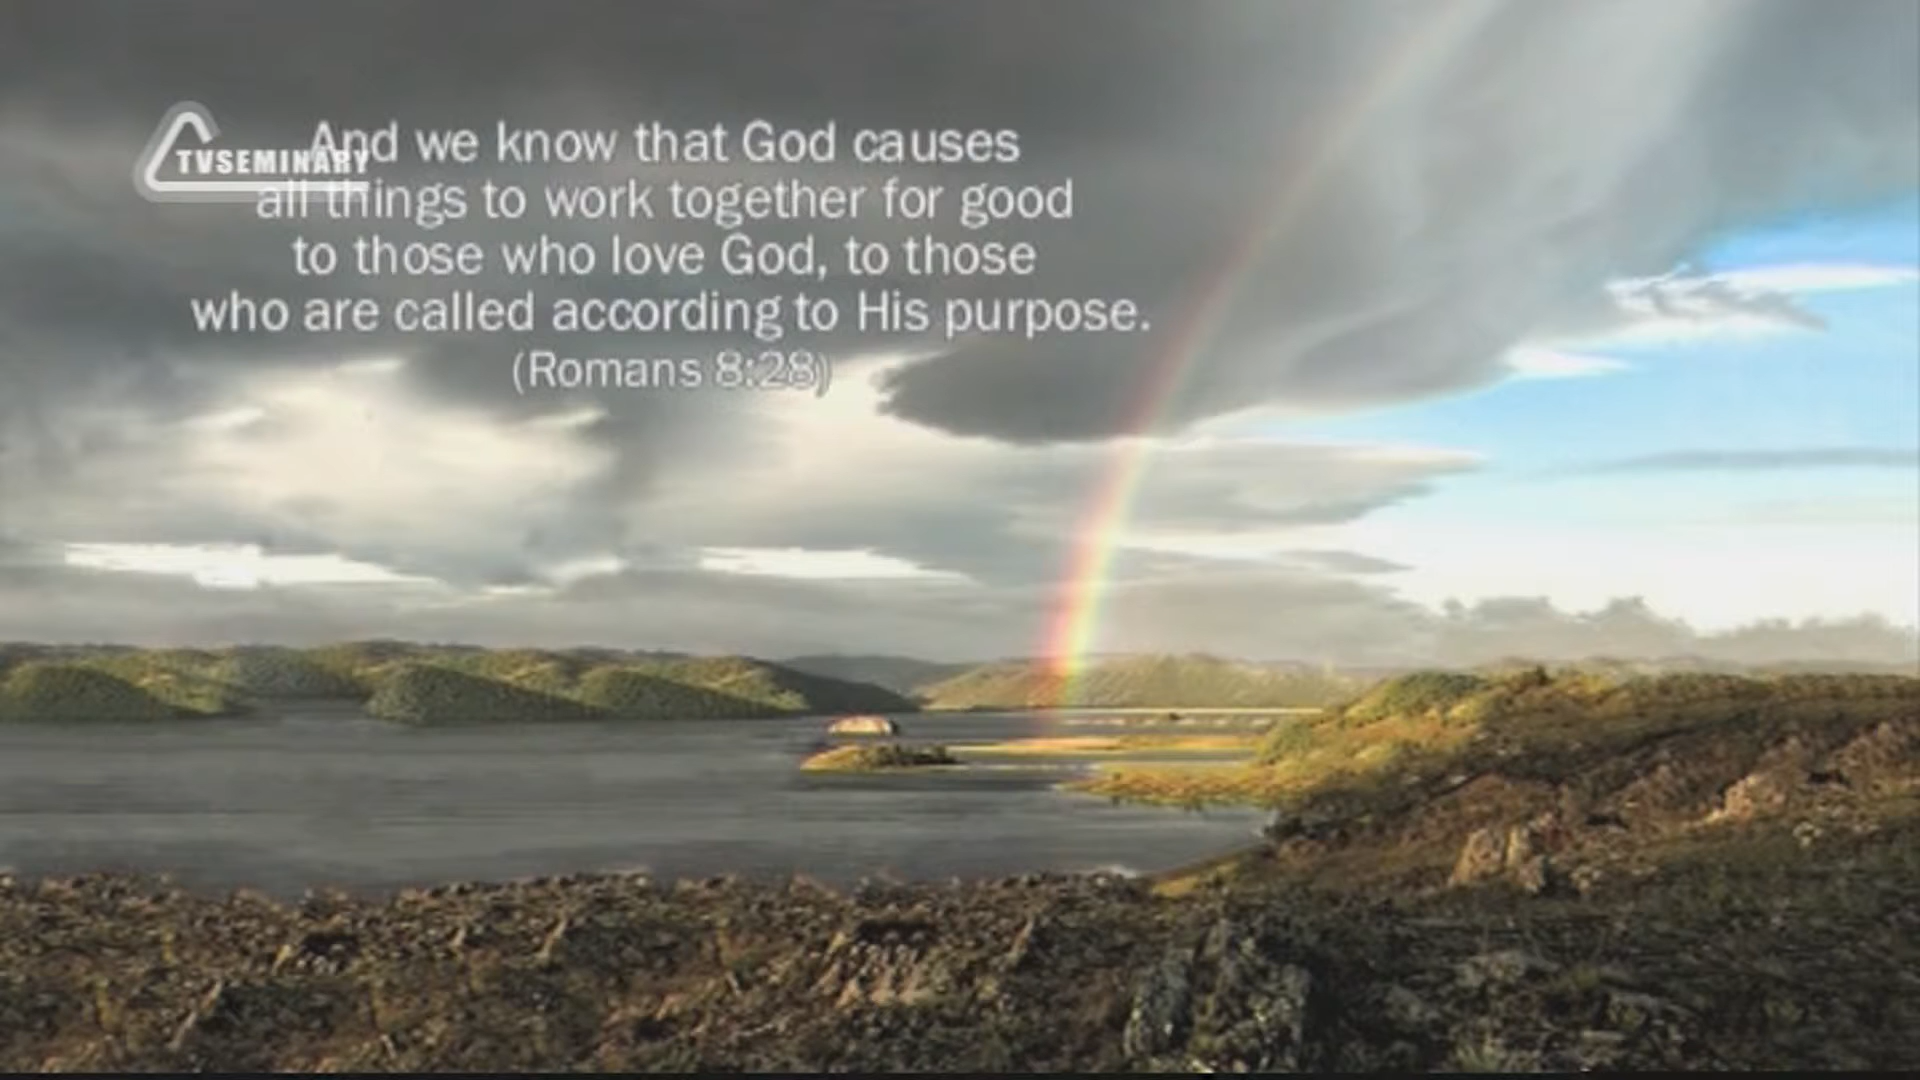 TVSEMINARY
And we know that God causes
all things to work together for good
to those who love God, to those
who are called according to His purpose.
(Romans 8:28)